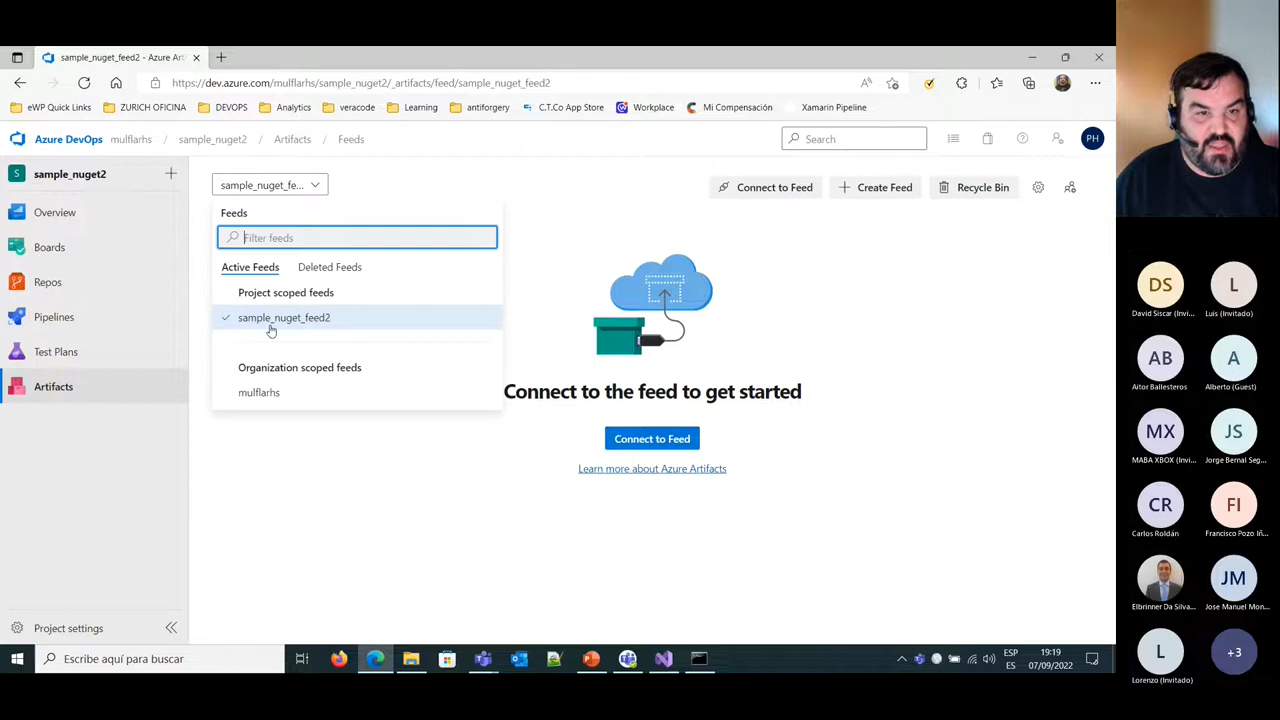 sample_nuget_feed2 - Azure Arti
https://dev.azure.com/mulflarhs/sample_nuget2/_artifacts/feed/sample_nuget_feed2
eWP Quick Links
ZURICH OFICINA
DEVOPS
Analytics
veracode
Learning
antiforgery
C.T.Co App Store
Workplace
Mi Compensación
Xamarin Pipeline
Azure DevOps mulflarhs / sample_nuget2 / Artifacts / Feeds
Search
PH
S sample_nuget2
Overview
Boards
Repos
Pipelines
Test Plans
Artifacts
Project settings
sample_nuget_fe...
Connect to Feed
Create Feed
Recycle Bin
Feeds
Filter feeds
Active Feeds
Deleted Feeds
Project scoped feeds
sample_nuget_feed2
Organization scoped feeds
mulflarhs
Connect to the feed to get started
Connect to Feed
Learn more about Azure Artifacts
Escribe aquí para buscar
ESP
ES
19:19
07/09/2022
DS
David Siscar (Invi...
L
Luis (Invitado)
AB
Aitor Ballesteros
A
Alberto (Guest)
MX
MABA XBOX (Invi...
JS
Jorge Bernal Seg...
CR
Carlos Roldán
FI
Francisco Pozo Iñ...
Elbrinner Da Silva...
JM
Jose Manuel Mon...
L
Lorenzo (Invitado)
+3